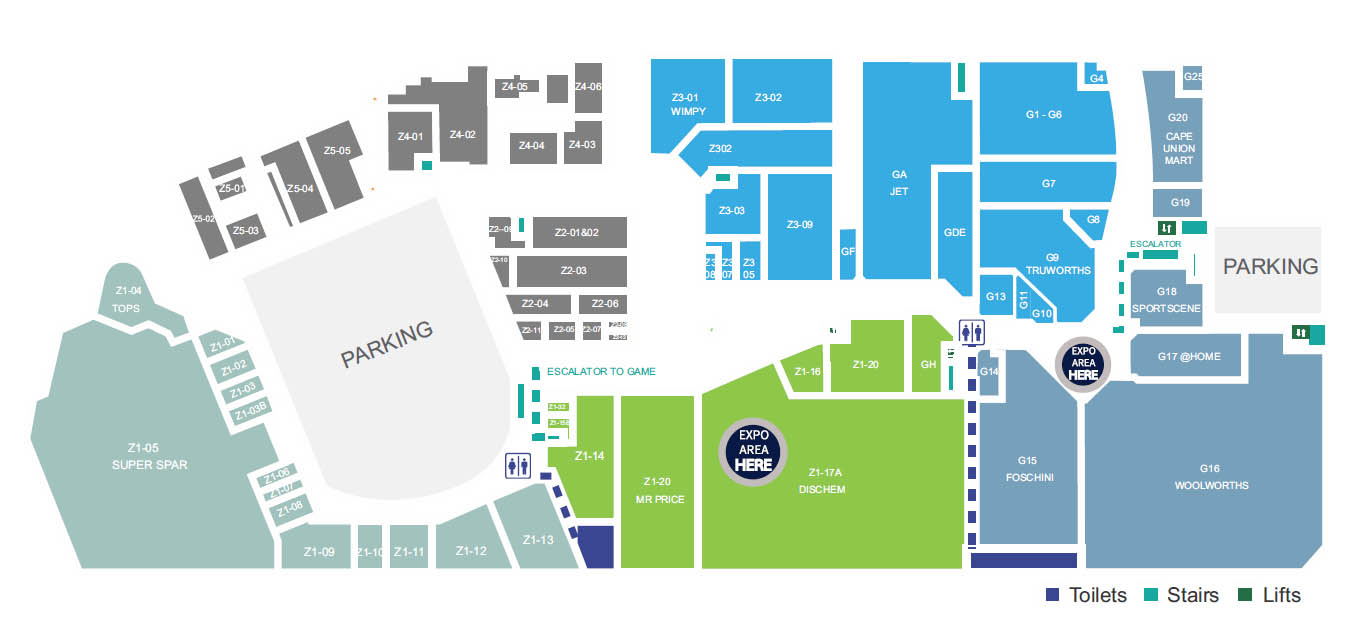 Z4-05
Z4-06
Z4-01
Z4-02
Z4-04
Z4-03
Z5-05
Z5-01
Z5-04
Z5-02
Z5-03
Z3-01
WIMPY
Z3-02
Z302
GA
JET
G4
G1 - G6
G7
G8
G25
G20
CAPE
UNION
MART
G19
ESCALATOR
PARKING
Z3-03
Z3-09
GF
GDE
G9
TRUWORTHS
Z3
08
Z3
07
Z3
05
G13
G11
G10
G18
SPORTSCENE
Z2--09
Z2-01&02
Z2-10
Z2-03
Z2-04
Z2-06
Z2-11
Z2-05
Z2-07
Z1-04
TOPS
Z1-01
Z1-02
Z1-03
Z1-03B
PARKING
Z1-05
SUPER SPAR
Z1-06
Z1-07
Z1-08
Z1-09
Z1-10
Z1-11
Z1-12
Z1-13
ESCALATOR TO GAME
Z1-14
Z1-20
MR PRICE
Z1-16
Z1-20
GH
EXPO
AREA
HERE
Z1-17A
DISCHEM
G14
EXPO
AREA
HERE
G17 @HOME
G15
FOSCHINI
G16
WOOLWORTHS
Toilets
Stairs
Lifts